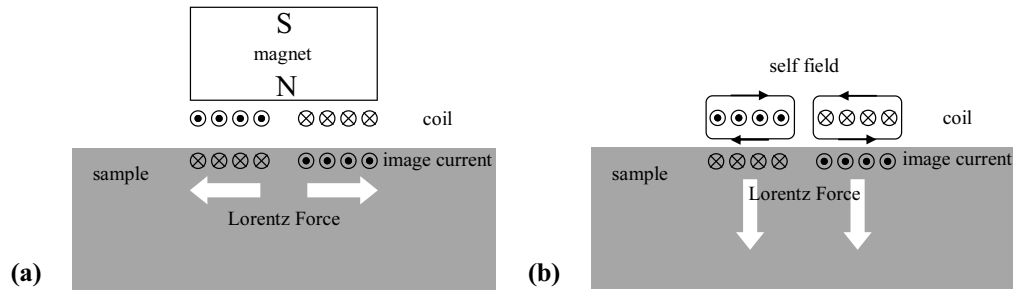 S
magnet
N
coil
image current
sample
Lorentz Force
(a)
self field
coil
image current
sample
Lorentz Force
(b)